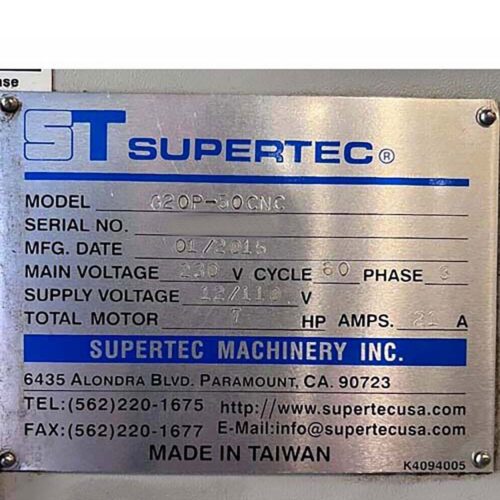 ase
ST SUPERTEC®
MODEL G20P-50CNC
SERIAL NO.
MFG. DATE 01/2015
MAIN VOLTAGE 230 V CYCLE 60 PHASE 3
SUPPLY VOLTAGE 12/110 V
TOTAL MOTOR 7 HP AMPS. 21 A
SUPERTEC MACHINERY INC.
6435 ALONDRA BLVD. PARAMOUNT, CA. 90723
TEL:(562)220-1675 http://www.supertecusa.com
FAX:(562)220-1677 E-Mail:info@supertecusa.com
MADE IN TAIWAN
K4094005